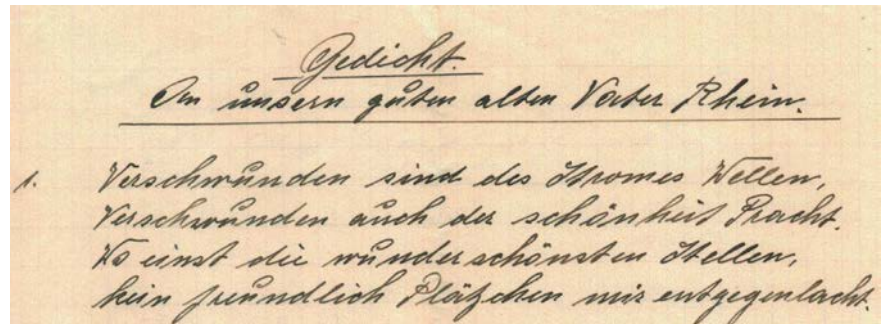 Gedicht.
An unsern guten alten Vater Rhein.
1. Verschwunden sind des Stromes Wellen,
Verschwunden auch der schönheit Pracht.
Wo einst die wunderschönsten Stellen,
kein freundlich Plätzchen mir entgegenlacht.